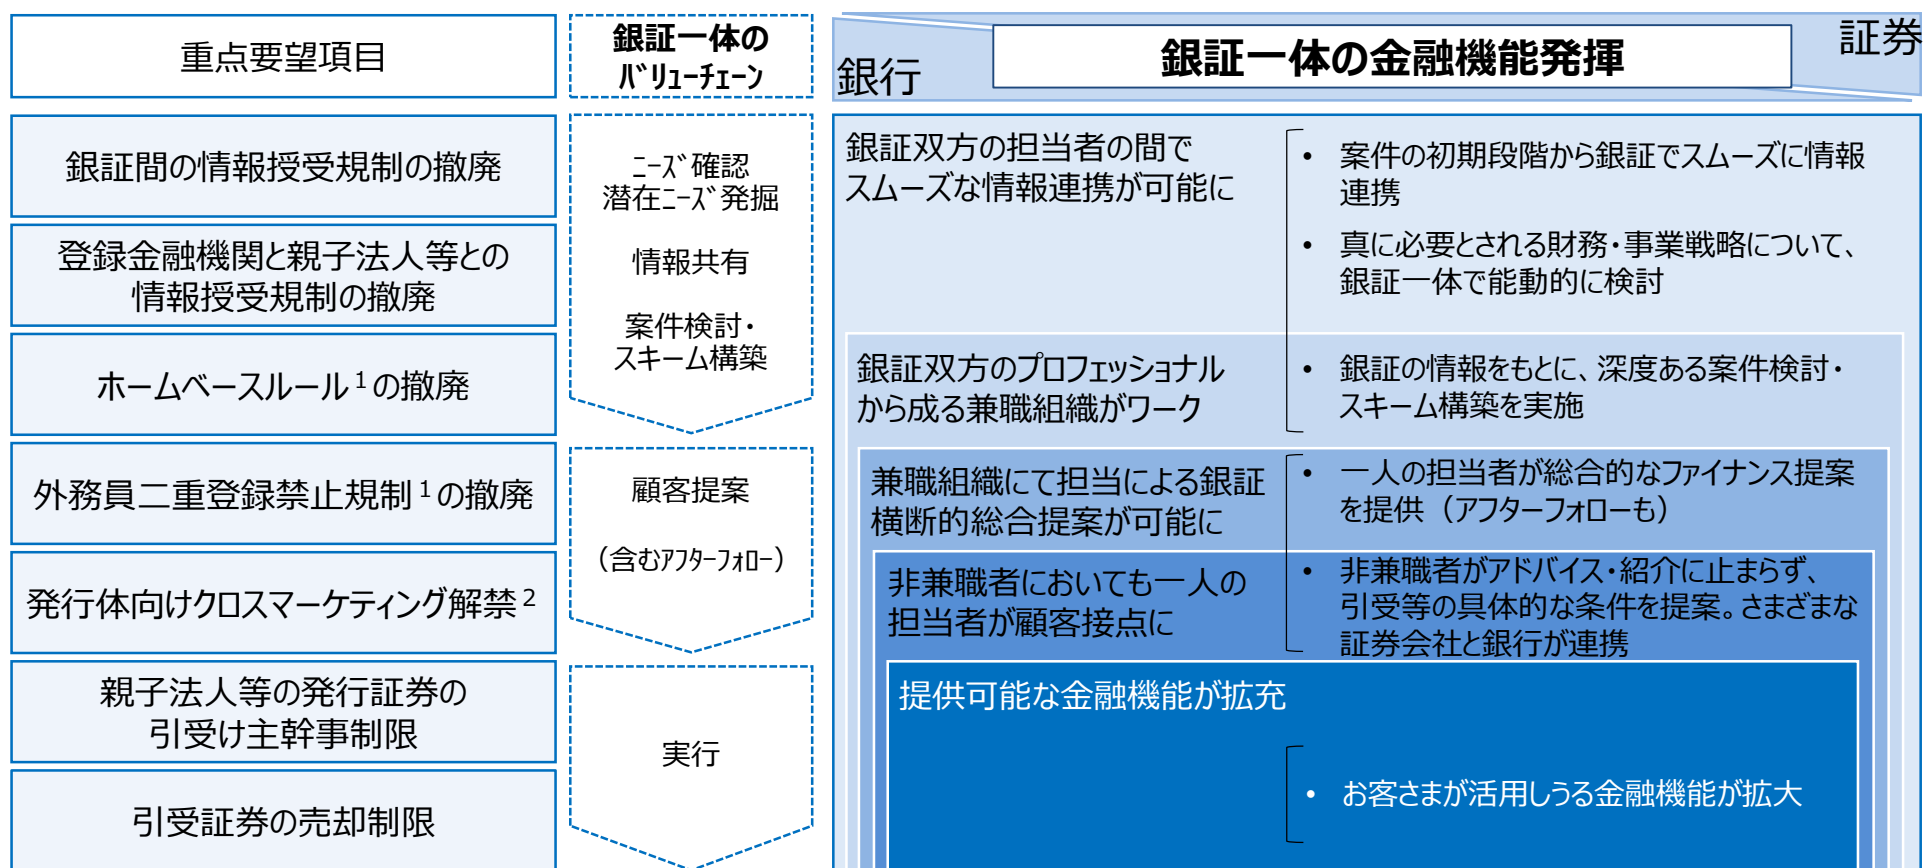 重点要望項目
銀証一体の
バリューチェーン
銀行
銀証一体の金融機能発揮
証券
銀証間の情報授受規制の撤廃
登録金融機関と親子法人等との
情報授受規制の撤廃
ホームベースルール1の撤廃
外務員二重登録禁止規制1の撤廃
発行体向けクロスマーケティング解禁2
親子法人等の発行証券の
引受け主幹事制限
引受証券の売却制限
ニーズ確認
潜在ニーズ発掘
情報共有
案件検討・
スキーム構築
顧客提案
(含むアフターフォロー)
実行
銀証双方の担当者の間で
スムーズな情報連携が可能に
• 案件の初期段階から銀証でスムーズに情報
連携
• 真に必要とされる財務・事業戦略について、
銀証一体で能動的に検討
銀証双方のプロフェッショナル
から成る兼職組織がワーク
• 銀証の情報をもとに、深度ある案件検討・
スキーム構築を実施
兼職組織にて担当による銀証
横断的総合提案が可能に
• 一人の担当者が総合的なファイナンス提案
を提供(アフターフォローも)
非兼職者においても一人の
担当者が顧客接点に
• 非兼職者がアドバイス・紹介に止まらず、
引受等の具体的な条件を提案。さまざまな
証券会社と銀行が連携
提供可能な金融機能が拡充
• お客さまが活用しうる金融機能が拡大